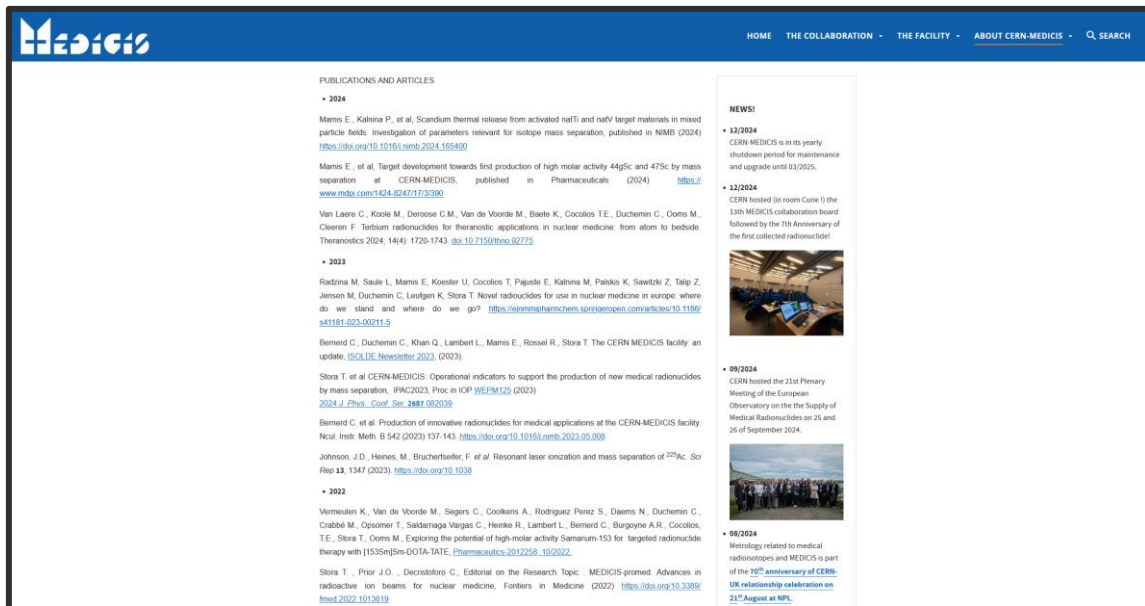 MEDICIS
HOME THE COLLABORATION THE FACILITY ABOUT CERN-MEDICIS SEARCH
PUBLICATIONS AND ARTICLES
• 2024
Mamis E., Kalnina P., et al, Scandium thermal release from activated natTi and natV target materials in mixed
particle fields: Investigation of parameters relevant for isotope mass separation, published in NIMB (2024)
https://doi.org/10.1016/j.nimb.2024.165400
Mamis E., et al, Target development towards first production of high molar activity 44gSc and 47Sc by mass
separation at CERN-MEDICIS, published in Pharmaceuticals (2024) https://
www.mdpi.com/1424-8247/17/3/390
Van Laere C., Koole M., Deroose C.M., Van de Voorde M., Baete K., Cocolios T.E., Duchemin C., Ooms M.,
Cleeren F. Terbium radionuclides for theranostic applications in nuclear medicine: from atom to bedside.
Theranostics 2024; 14(4): 1720-1743. doi:10.7150/thno.92775
• 2023
Radzina M, Saule L, Mamis E, Koester U, Cocolios T, Pajuste E, Kalnina M, Palskis K, Sawitzki Z, Talip Z,
Jensen M, Duchemin C, Leufgen K, Stora T. Novel radiouclides for use in nuclear medicine in europe: where
do we stand and where do we go? https://ejnmmipharmchem.springeropen.com/articles/10.1186/
s41181-023-00211-5
Bernerd C., Duchemin C., Khan Q., Lambert L., Mamis E., Rossel R., Stora T. The CERN MEDICIS facility: an
update, ISOLDE Newsletter 2023, (2023).
Stora T. et al CERN-MEDICIS: Operational indicators to support the production of new medical radionuclides
by mass separation, IPAC2023, Proc in IOP WEPM125 (2023)
2024 J. Phys.: Conf. Ser. 2687 082039
Bernerd C. et al. Production of innovative radionuclides for medical applications at the CERN-MEDICIS facility.
Ncul. Instr. Meth. B 542 (2023) 137-143. https://doi.org/10.1016/j.nimb.2023.05.008
Johnson, J.D., Heines, M., Bruchertseifer, F. et al. Resonant laser ionization and mass separation of ²²⁵Ac. Sci
Rep 13, 1347 (2023). https://doi.org/10.1038
• 2022
Vermeulen K., Van de Voorde M., Segers C., Coolkens A., Rodriguez Perez S., Daems N., Duchemin C.,
Crabbé M., Opsomer T., Saldarriaga Vargas C., Heinke R., Lambert L., Bernerd C., Burgoyne A.R., Cocolios,
T.E., Stora T., Ooms M., Exploring the potential of high-molar activity Samarium-153 for targeted radionuclide
therapy with [153Sm]Sm-DOTA-TATE, Pharmaceutics-2012258, 10/2022.
Stora T. , Prior J.O. , Decristoforo C., Editorial on the Research Topic : MEDICIS-promed: Advances in
radioactive ion beams for nuclear medicine, Fontiers in Medicine (2022) https://doi.org/10.3389/
fmed.2022.1013619
NEWS!
• 12/2024
CERN-MEDICIS is in its yearly
shutdown period for maintenance
and upgrade until 03/2025.
• 12/2024
CERN hosted (in room Curie !) the
13th MEDICIS collaboration board
followed by the 7th Anniversary of
the first collected radionuclide!
• 09/2024
CERN hosted the 21st Plenary
Meeting of the European
Observatory on the the Supply of
Medical Radionuclides on 25 and
26 of September 2024.
• 08/2024
Metrology related to medical
radioisotopes and MEDICIS is part
of the 70th anniversary of CERN-
UK relationship celebration on
21st August at NPL.